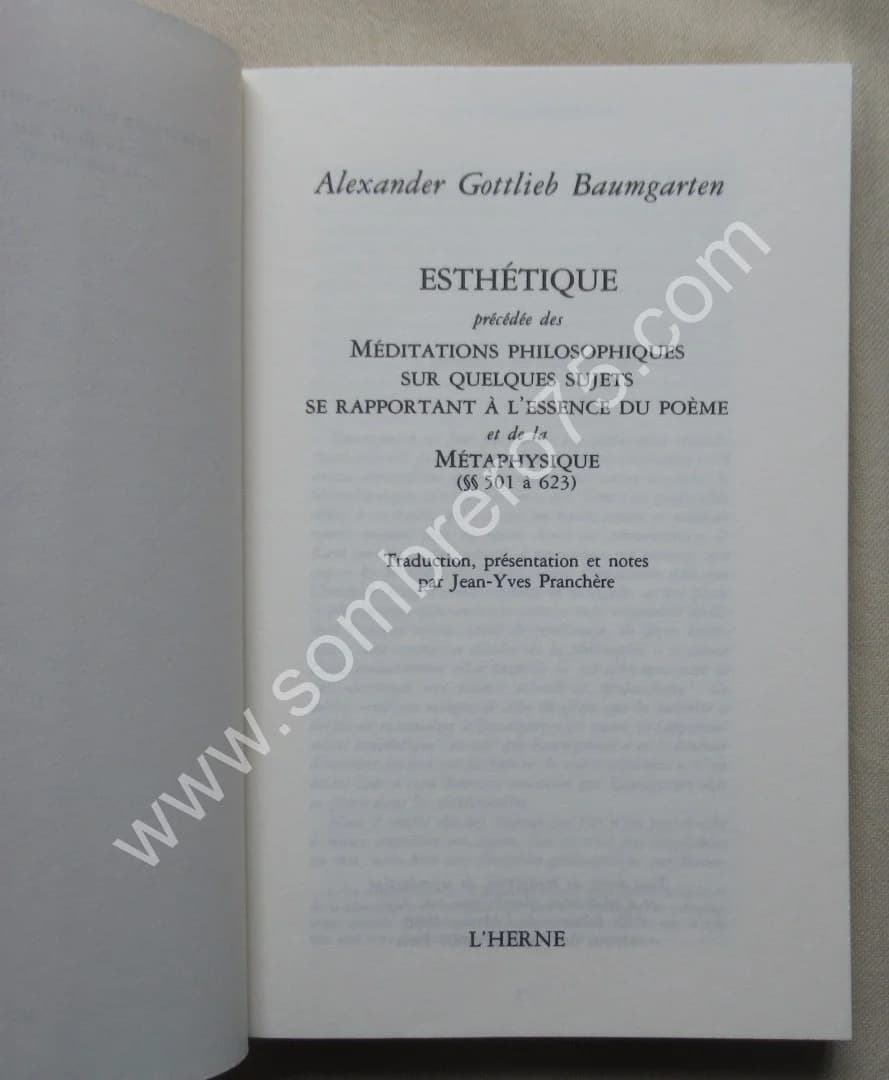 Alexander Gottlieb Baumgarten
ESTHÉTIQUE
précédée des
MÉDITATIONS PHILOSOPHIQUES
SUR QUELQUES SUJETS
SE RAPPORTANT À L'ESSENCE DU POÈME
et de la
MÉTAPHYSIQUE
(§§ 501 à 623)
Traduction, présentation et notes
par Jean-Yves Pranchère
L'HERNE
www.sombrero75.com